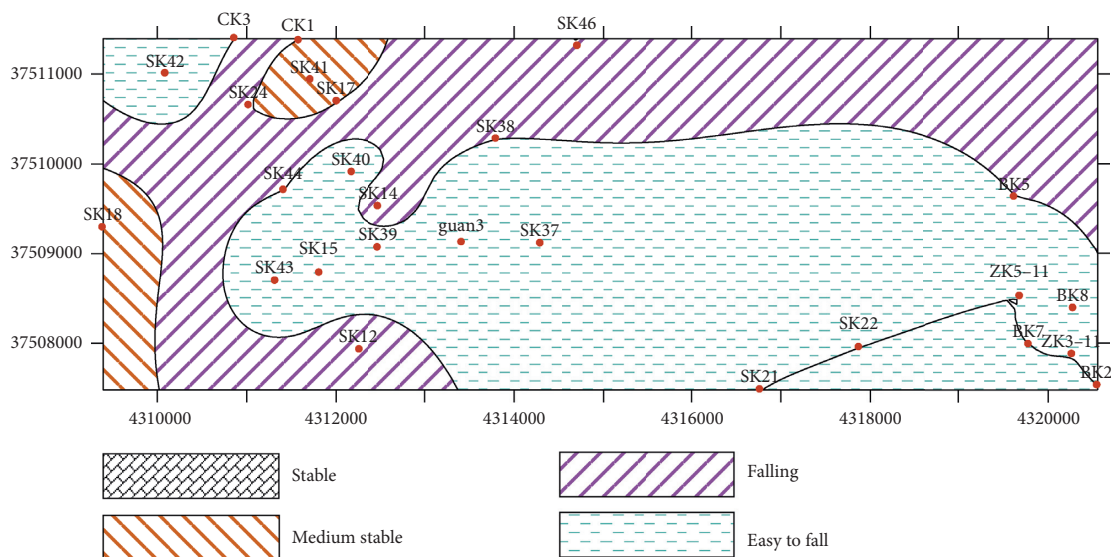 CK3
CK1
SK46
37511000
SK42
SK41
SK24
SK17
SK38
37510000
SK40
SK44
SK14
BK5
SK18
37509000
SK39
guan3
SK37
SK15
SK43
ZK5–11
BK8
37508000
SK12
SK22
BK7
ZK3–11
SK21
BK2
4310000
4312000
4314000
4316000
4318000
4320000
Stable
Falling
Medium stable
Easy to fall